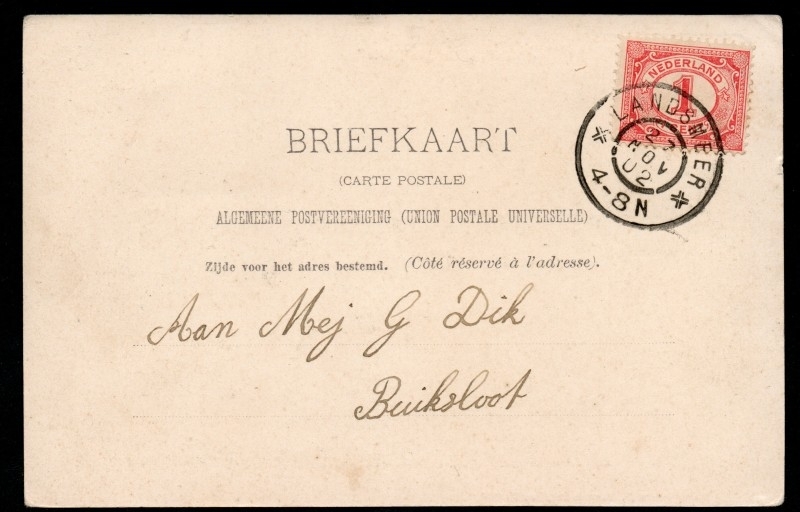 NEDERLAND
1
LANDSMEER
NOV
02
4-8N
BRIEFKAART
(CARTE POSTALE)
ALGEMEENE POSTVEREENIGING (UNION POSTALE UNIVERSELLE)
Zijde voor het adres bestemd. (Côté réservé à l'adresse).
Aan Mej G Dik
Buiksloot